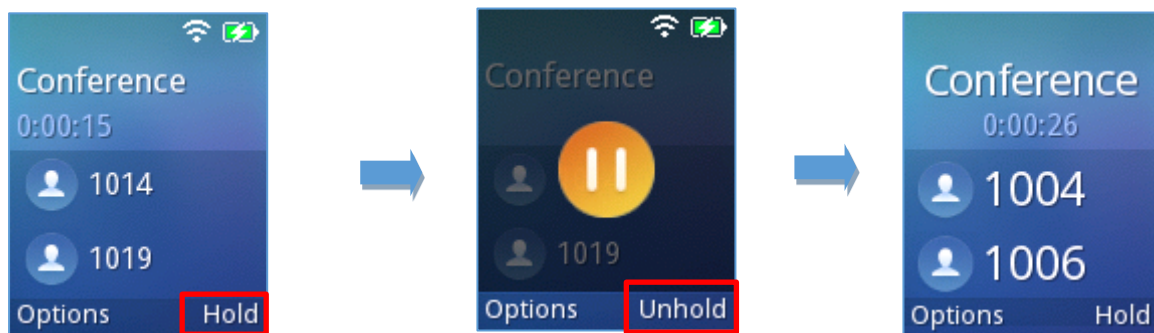 Conference
0:00:15
1014
1019
Options Hold
Conference
1019
Options Unhold
Conference
0:00:26
1004
1006
Options Hold